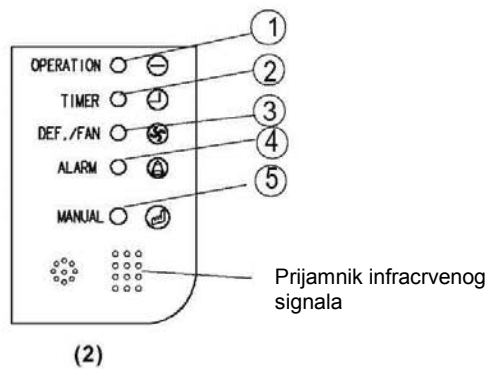 1
OPERATION
2
TIMER
3
DEF./FAN
4
ALARM
5
MANUAL
Prijamnik infracrvenog
signala
(2)